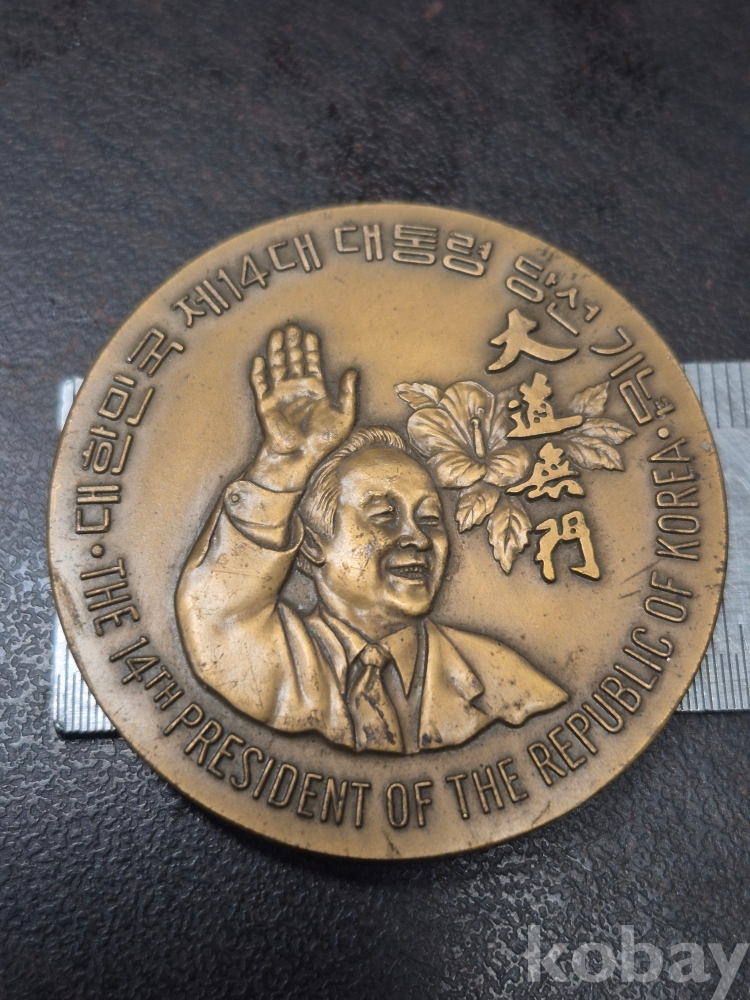 대한민국 제14대 대통령 당선 기념
大道無門
THE 14TH PRESIDENT OF THE REPUBLIC OF KOREA
kobay